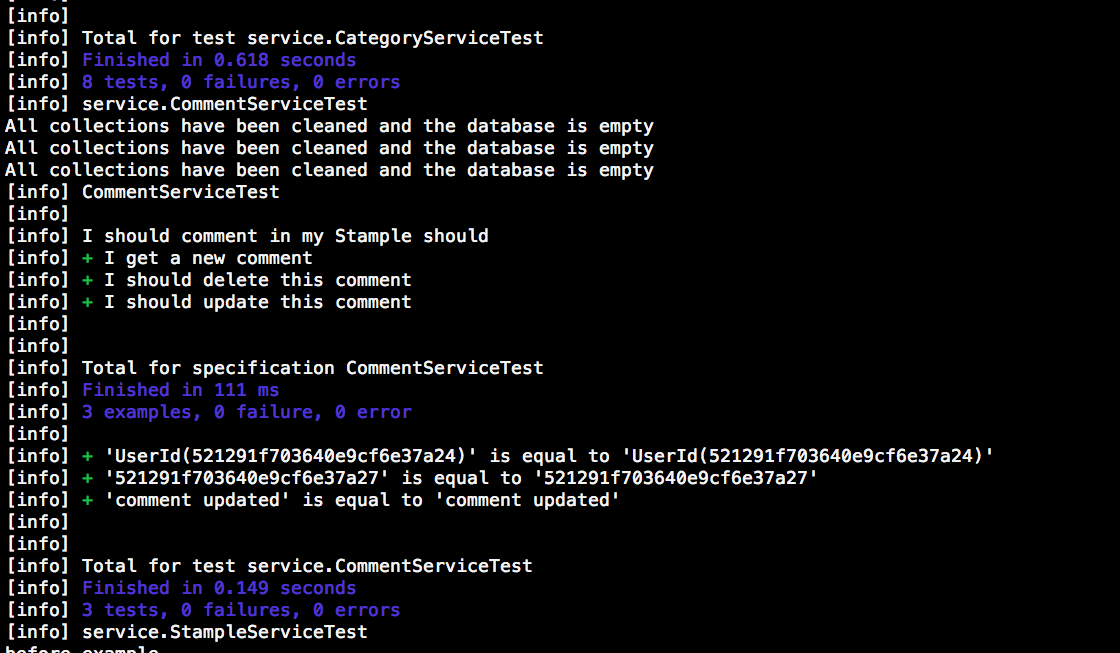 [info]
[info] Total for test service.CategoryServiceTest
[info] Finished in 0.618 seconds
[info] 8 tests, 0 failures, 0 errors
[info] service.CommentServiceTest
All collections have been cleaned and the database is empty
All collections have been cleaned and the database is empty
All collections have been cleaned and the database is empty
[info] CommentServiceTest
[info]
[info] I should comment in my Stample should
[info] + I get a new comment
[info] + I should delete this comment
[info] + I should update this comment
[info]
[info]
[info] Total for specification CommentServiceTest
[info] Finished in 111 ms
[info] 3 examples, 0 failure, 0 error
[info]
[info] + 'UserId(521291f703640e9cf6e37a24)' is equal to 'UserId(521291f703640e9cf6e37a24)'
[info] + '521291f703640e9cf6e37a27' is equal to '521291f703640e9cf6e37a27'
[info] + 'comment updated' is equal to 'comment updated'
[info]
[info]
[info] Total for test service.CommentServiceTest
[info] Finished in 0.149 seconds
[info] 3 tests, 0 failures, 0 errors
[info] service.StampleServiceTest
before example